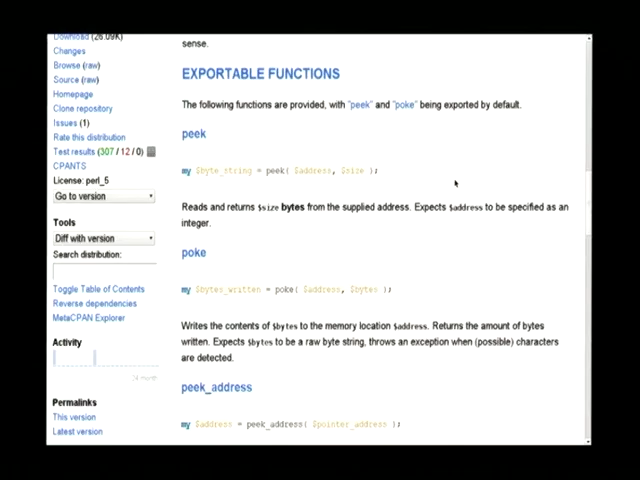 Download (26.09K)
Changes
Browse (raw)
Source (raw)
Homepage
Clone repository
Issues (1)
Rate this distribution
Test results (307 / 12 / 0)
CPANTS
License: perl_5
Go to version
Tools
Diff with version
Search distribution:
Toggle Table of Contents
Reverse dependencies
MetaCPAN Explorer
Activity
24 month
Permalinks
This version
Latest version
sense.
EXPORTABLE FUNCTIONS
The following functions are provided, with "peek" and "poke" being exported by default.
peek
my $byte_string = peek( $address, $size );
Reads and returns $size bytes from the supplied address. Expects $address to be specified as an
integer.
poke
my $bytes_written = poke( $address, $bytes );
Writes the contents of $bytes to the memory location $address. Returns the amount of bytes
written. Expects $bytes to be a raw byte string, throws an exception when (possible) characters
are detected.
peek_address
my $address = peek_address( $pointer_address );